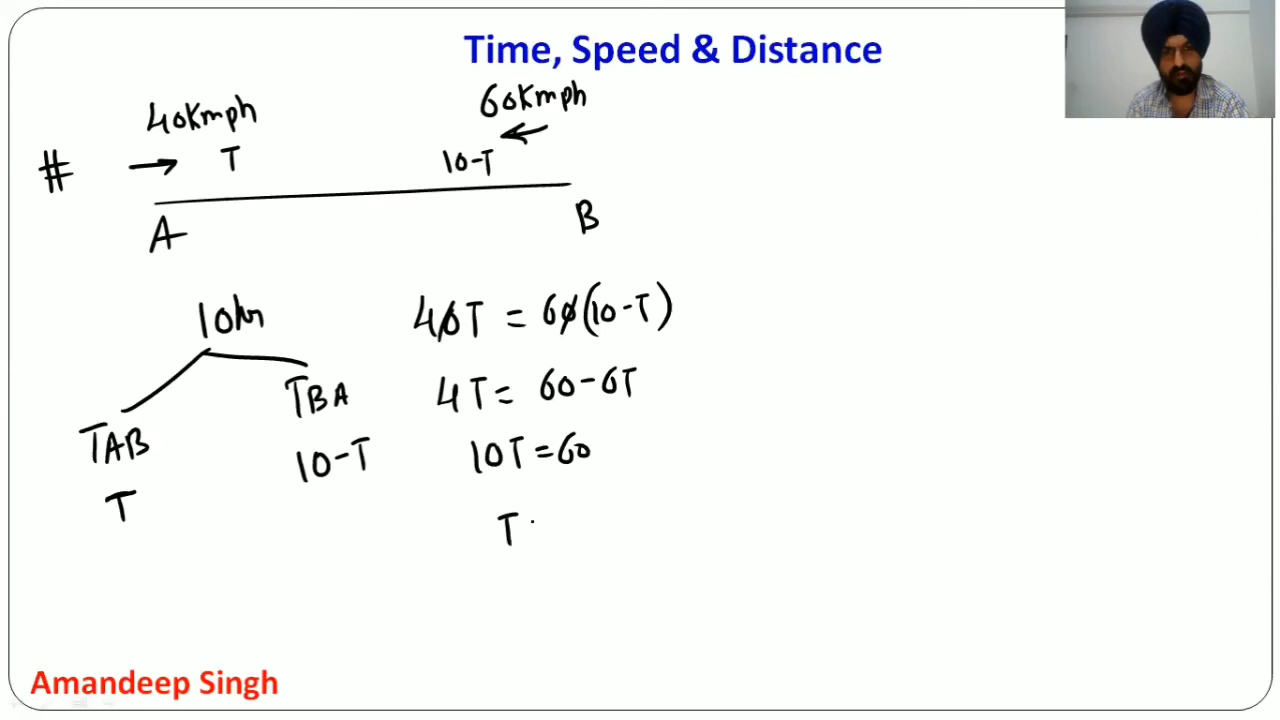 Time, Speed & Distance
40Kmph 60Kmph
# → T 10-T ←
A B
10hr
TAB TBA
T 10-T
40T = 60(10-T)
4T = 60-6T
10T = 60
T
Amandeep Singh